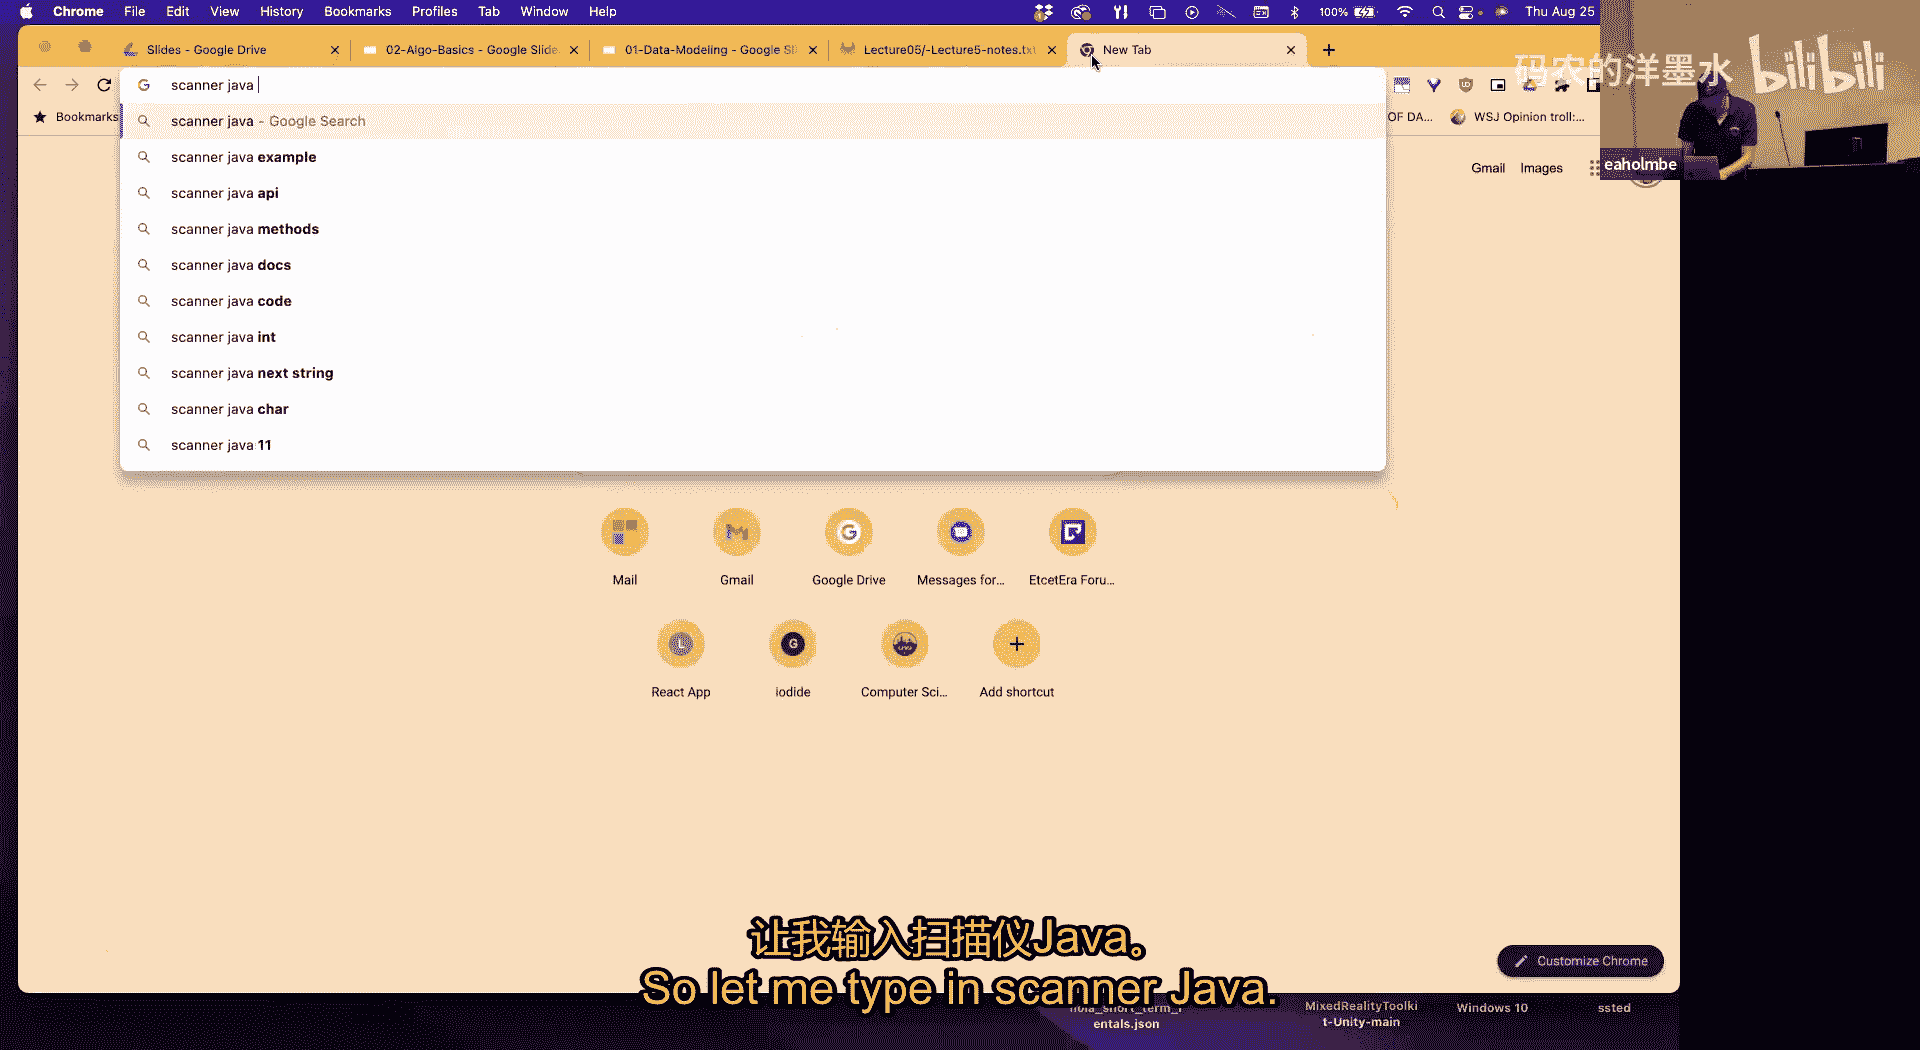 Chrome File Edit View History Bookmarks Profiles Tab Window Help 100% Thu Aug 25
Slides - Google Drive
02-Algo-Basics - Google Slide
01-Data-Modeling - Google Sl
Lecture05/-Lecture5-notes.txt
New Tab
scanner java
码农的洋墨水 bilibili
Bookmarks
scanner java - Google Search
OF DA...
WSJ Opinion troll:...
scanner java example
eaholmbe
Gmail Images
scanner java api
scanner java methods
scanner java docs
scanner java code
scanner java int
scanner java next string
scanner java char
scanner java 11
Mail
Gmail
Google Drive
Messages for...
EtcetEra Foru...
React App
iodide
Computer Sci...
Add shortcut
让我输入扫描仪Java。
Customize Chrome
So let me type in scanner Java.
entals.json
MixedRealityToolki
t-Unity-main
Windows 10
ssted